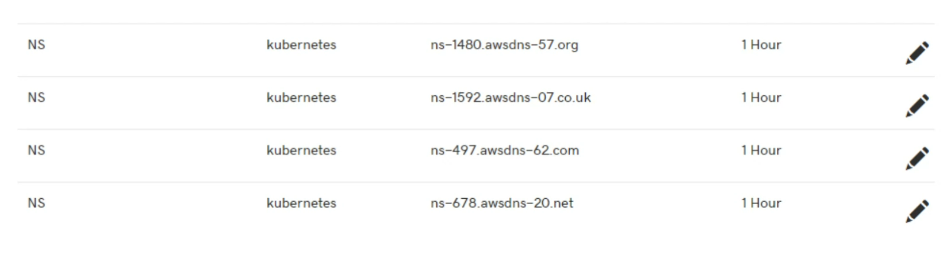 NS kubernetes ns-1480.awsdns-57.org 1 Hour
NS kubernetes ns-1592.awsdns-07.co.uk 1 Hour
NS kubernetes ns-497.awsdns-62.com 1 Hour
NS kubernetes ns-678.awsdns-20.net 1 Hour